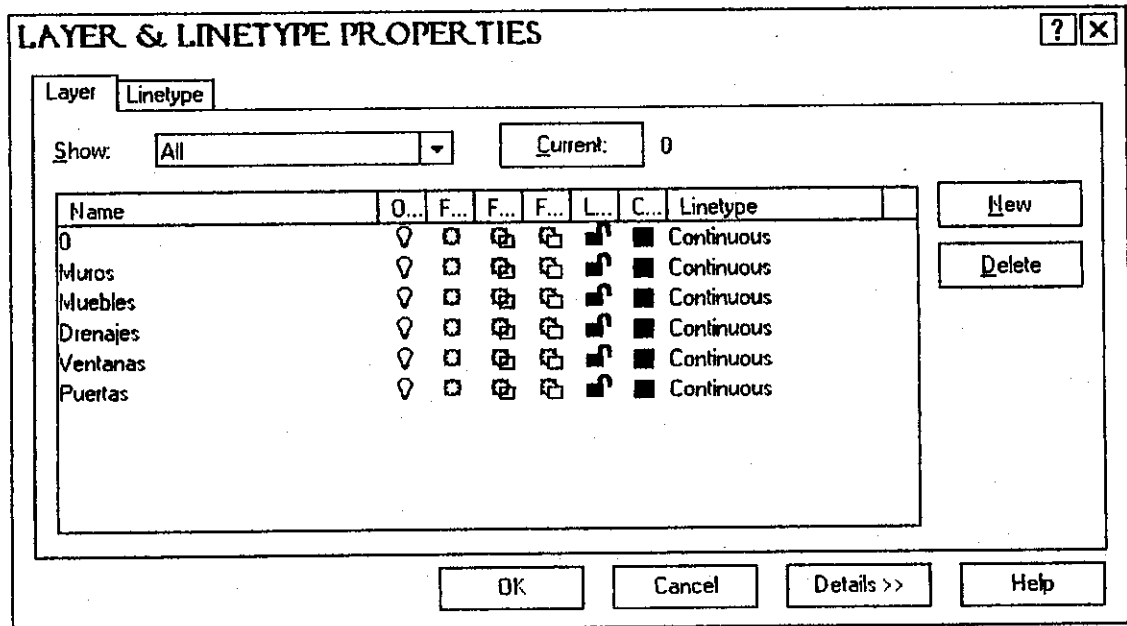 LAYER & LINETYPE PROPERTIES
Layer Linetype
Show: All Current: 0
Name O... F... F... F... L... C... Linetype
0 Continuous
Muros Continuous
Muebles Continuous
Drenajes Continuous
Ventanas Continuous
Puertas Continuous
New
Delete
OK Cancel Details >> Help